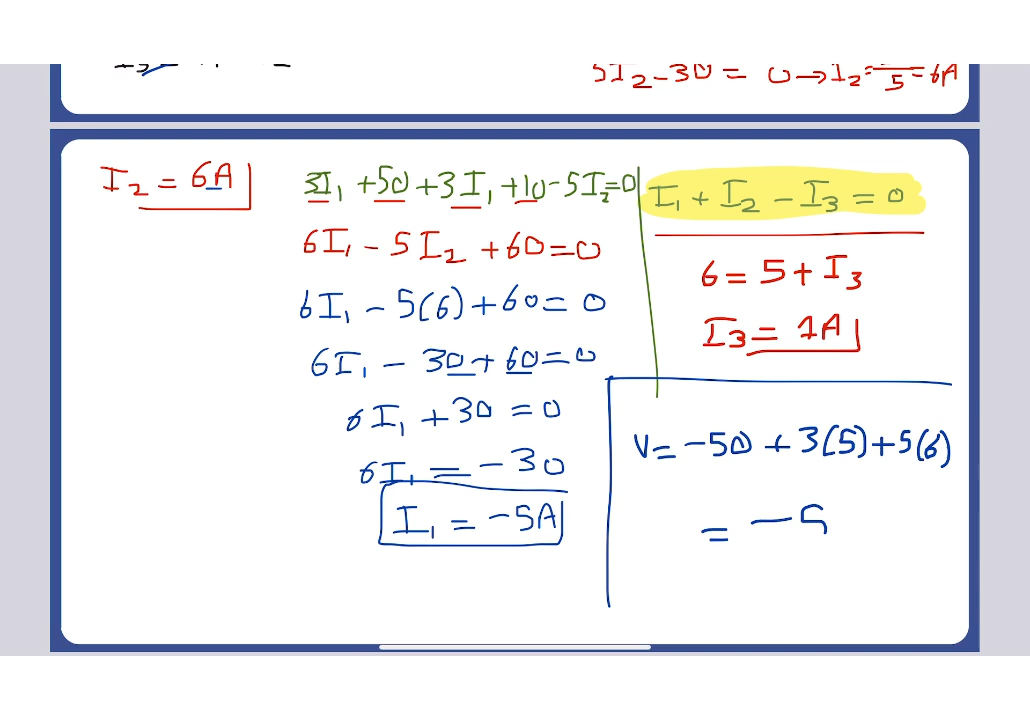 5I₂ - 30 = 0 → I₂ = /5 = 6A
I₂ = 6A
3I₁ + 50 + 3I₁ + 10 - 5I₂ = 0
6I₁ - 5I₂ + 60 = 0
6I₁ - 5(6) + 60 = 0
6I₁ - 30 + 60 = 0
6I₁ + 30 = 0
6I₁ = -30
I₁ = -5A
I₁ + I₂ - I₃ = 0
6 = 5 + I₃
I₃ = 1A
V = -50 + 3(5) + 5(6)
= -5